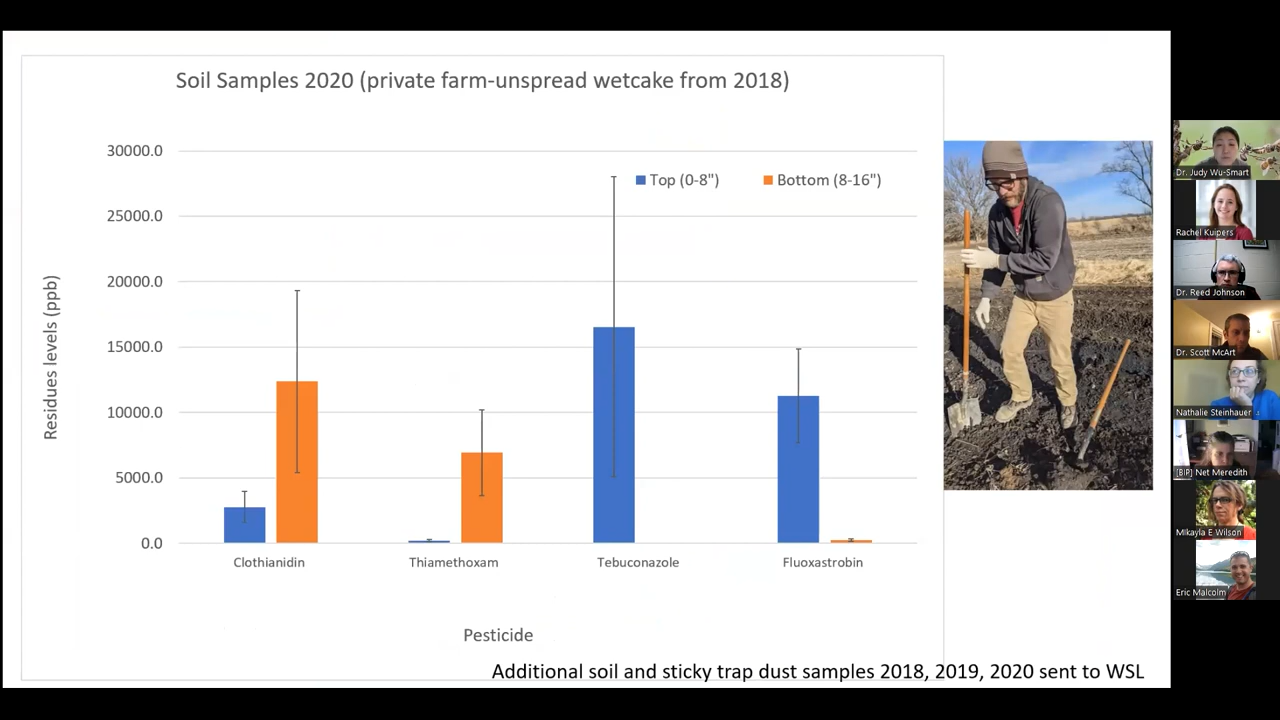 Soil Samples 2020 (private farm-unspread wetcake from 2018)
30000.0
25000.0
20000.0
15000.0
10000.0
5000.0
0.0
Residues levels (ppb)
Top (0-8") Bottom (8-16")
Clothianidin Thiamethoxam Tebuconazole Fluoxastrobin
Pesticide
Additional soil and sticky trap dust samples 2018, 2019, 2020 sent to WSL
Dr. Judy Wu-Smart
Rachel Kuipers
Dr. Reed Johnson
Dr. Scott McArt
Nathalie Steinhauer
[BIP] Net Meredith
Mikayla E Wilson
Eric Malcolm